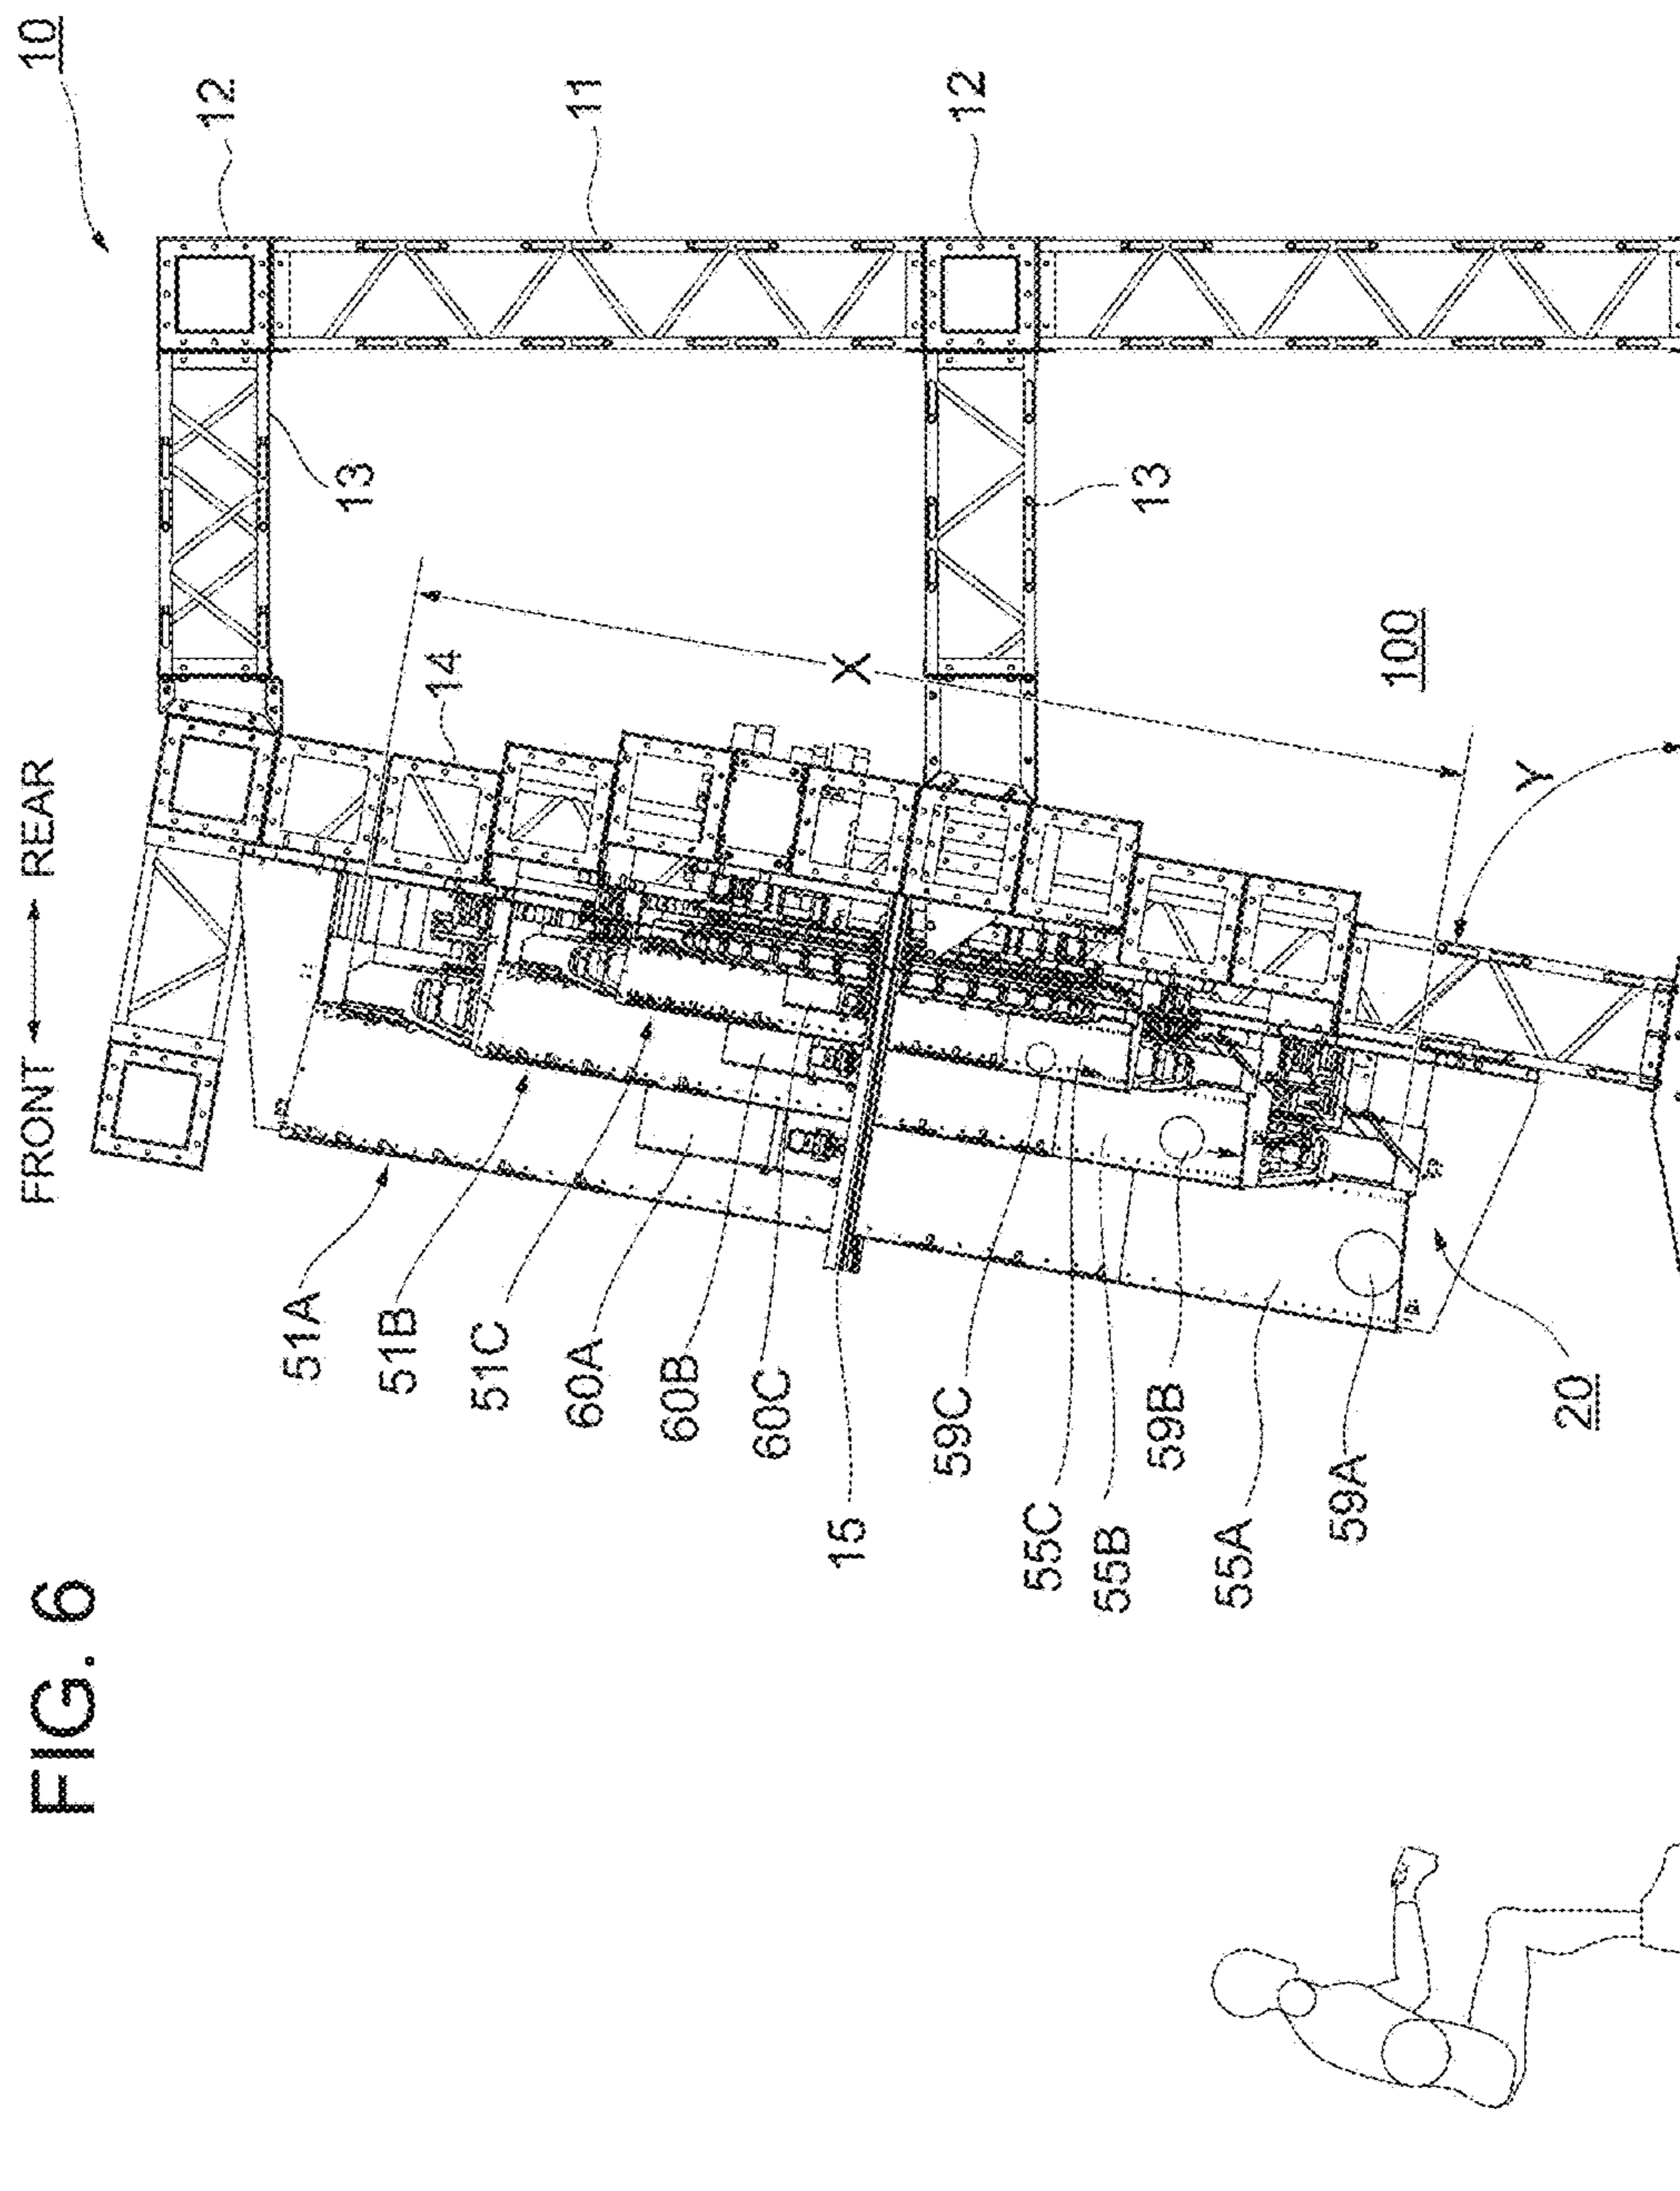 FIG. 6
FRONT ↔ REAR
10
12
11
12
13
13
14
X
100
Y
51A
51B
51C
60A
60B
60C
15
59C
55C
55B
59B
55A
59A
20